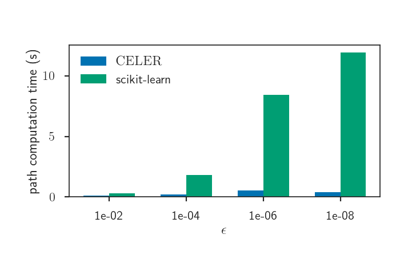 path computation time (s)
10
5
0
CELER
scikit-learn
1e-02 1e-04 1e-06 1e-08
ϵ